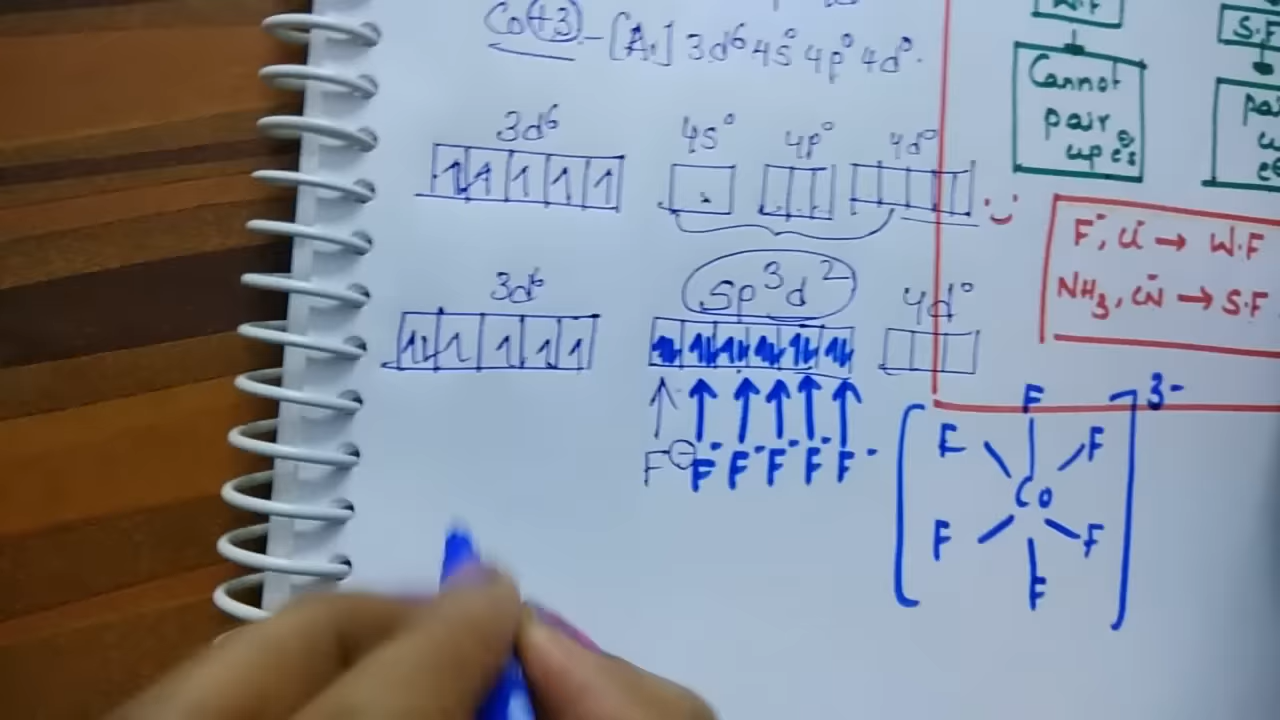 Co(+3) - [Ar] 3d⁶ 4s⁰ 4p⁰ 4d⁰.
3d⁶ 4s⁰ 4p⁰ 4d⁰
3d⁶ sp³d² 4d⁰
F⁻ F⁻ F⁻ F⁻ F⁻ F⁻
W.F
Cannot
pair
up es
S.F
F⁻, Cl⁻ → W.F
NH₃, CN⁻ → S.F
3-
F
F F
Co
F F
F